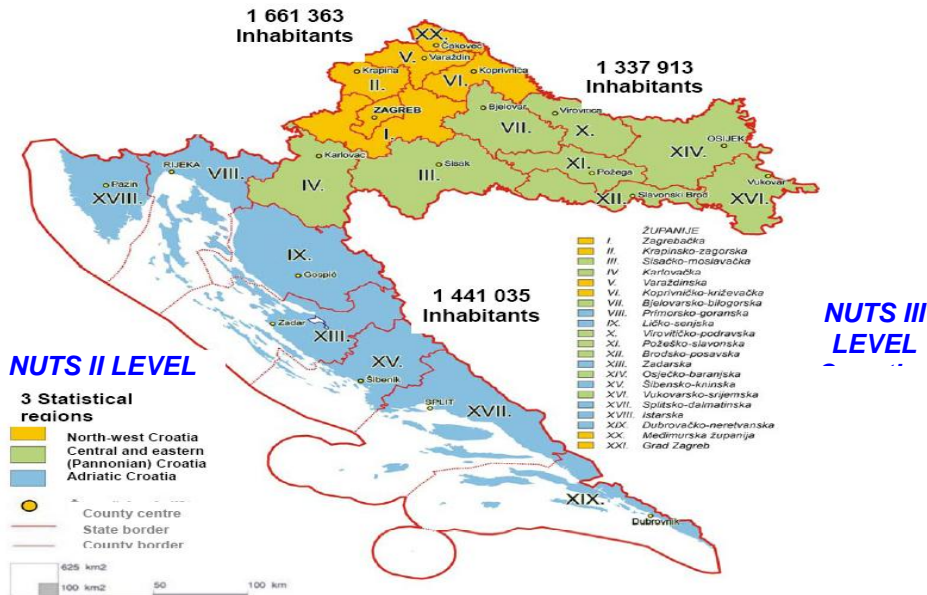 1 661 363
Inhabitants
XX.
Čakovec
V.
Varaždin
Krapina
II.
VI.
Koprivnica
1 337 913
Inhabitants
ZAGREB
I.
Bjelovar
VII.
Virovitica
X.
OSIJEK
XIV.
Karlovac
IV.
Sisak
III.
XI.
Požega
XII.
Slavonski Brod
Vukovar
XVI.
RIJEKA
VIII.
Pazin
XVIII.
IX.
Gospić
1 441 035
Inhabitants
Zadar
XIII.
XV.
Šibenik
SPLIT
XVII.
XIX.
Dubrovnik
ŽUPANIJE
I. Zagrebačka
II. Krapinsko-zagorska
III. Sisačko-moslavačka
IV Karlovačka
V. Varaždinska
VI. Koprivničko-križevačka
VII. Bjelovarsko-bilogorska
VIII. Primorsko-goranska
IX. Ličko-senjska
X. Virovitičko-podravska
XI. Požeško-slavonska
XII. Brodsko-posavska
XIII. Zadarska
XIV. Osječko-baranjska
XV. Šibensko-kninska
XVI. Vukovarsko-srijemska
XVII. Splitsko-dalmatinska
XVIII. Istarska
XIX. Dubrovačko-neretvanska
XX. Međimurska županija
XXI. Grad Zagreb
NUTS III
LEVEL
NUTS II LEVEL
3 Statistical
regions
North-west Croatia
Central and eastern
(Pannonian) Croatia
Adriatic Croatia
County centre
State border
County border
625 km2
100 km2
50
100 km